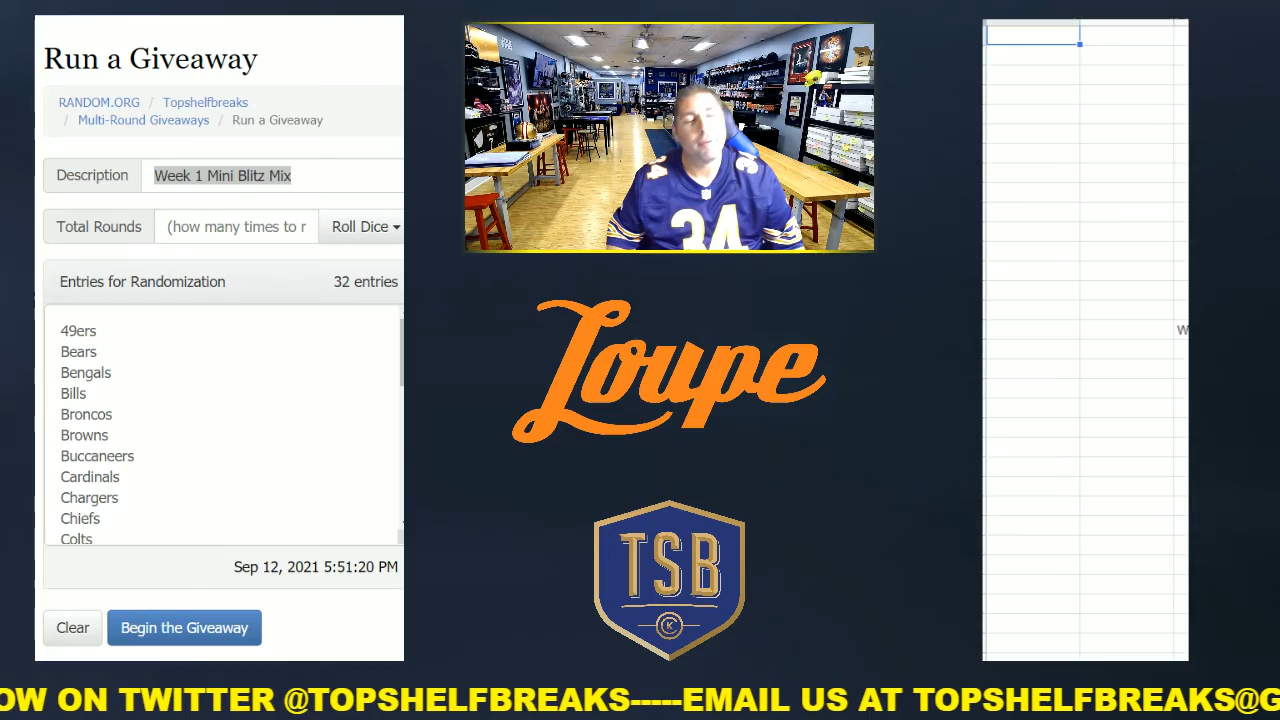 Run a Giveaway
RANDOM.ORG / Topshelfbreaks
/ Multi-Round Giveaways / Run a Giveaway
Description Week 1 Mini Blitz Mix
Total Rounds (how many times to r Roll Dice
Entries for Randomization 32 entries
49ers
Bears
Bengals
Bills
Broncos
Browns
Buccaneers
Cardinals
Chargers
Chiefs
Colts
Sep 12, 2021 5:51:20 PM
Clear Begin the Giveaway
34
34
34
Loupe
TSB
K
W
OW ON TWITTER @TOPSHELFBREAKS-----EMAIL US AT TOPSHELFBREAKS@G